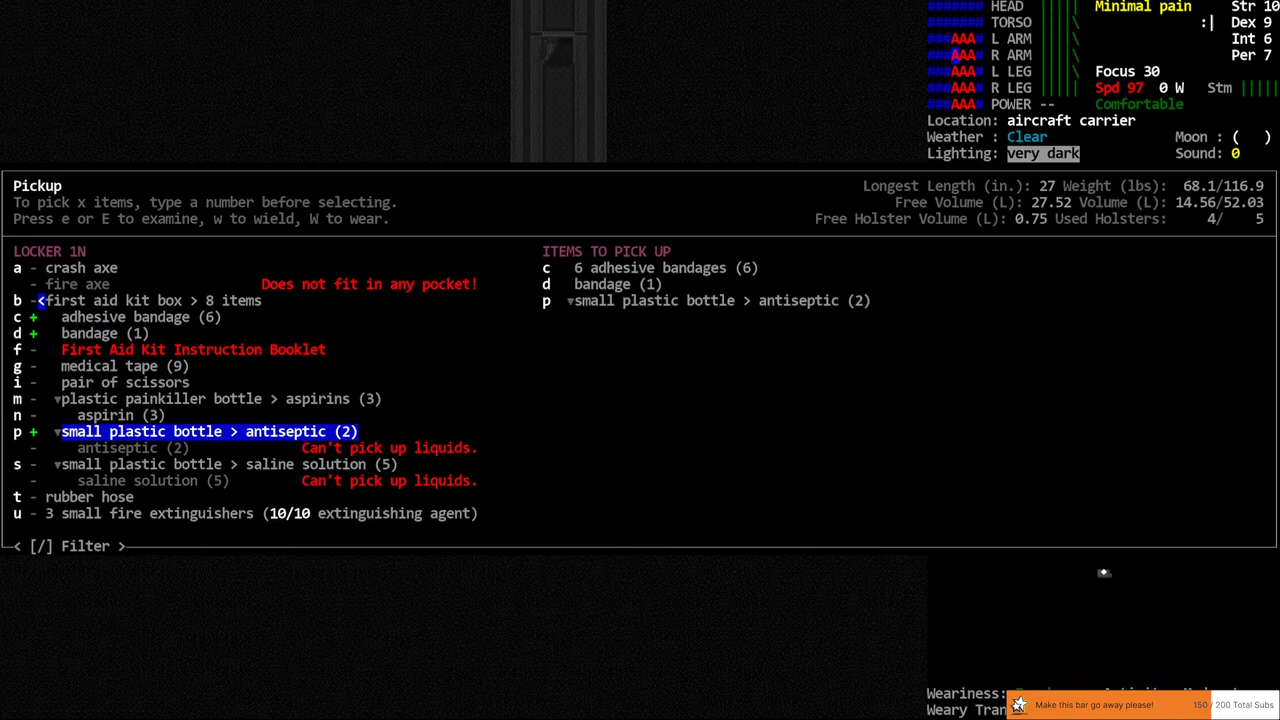 HEAD Minimal pain Str 10
TORSO :| Dex 9
L ARM Int 6
R ARM Per 7
L LEG Focus 30
R LEG Spd 97 0 W Stm |||||
POWER -- Comfortable
Location: aircraft carrier
Weather : Clear Moon : ( )
Lighting: very dark Sound: 0
Pickup
To pick x items, type a number before selecting.
Press e or E to examine, w to wield, W to wear.
Longest Length (in.): 27 Weight (lbs): 68.1/116.9
Free Volume (L): 27.52 Volume (L): 14.56/52.03
Free Holster Volume (L): 0.75 Used Holsters: 4/ 5
LOCKER 1N
a - crash axe
- fire axe Does not fit in any pocket!
b -<first aid kit box > 8 items
c + adhesive bandage (6)
d + bandage (1)
f - First Aid Kit Instruction Booklet
g - medical tape (9)
i - pair of scissors
m - ▿plastic painkiller bottle > aspirins (3)
n - aspirin (3)
p + ▿small plastic bottle > antiseptic (2)
- antiseptic (2) Can't pick up liquids.
s - ▿small plastic bottle > saline solution (5)
- saline solution (5) Can't pick up liquids.
t - rubber hose
u - 3 small fire extinguishers (10/10 extinguishing agent)
ITEMS TO PICK UP
c 6 adhesive bandages (6)
d bandage (1)
p ▿small plastic bottle > antiseptic (2)
< [/] Filter >
Weariness:
Weary Tran
Make this bar go away please! 150 / 200 Total Subs